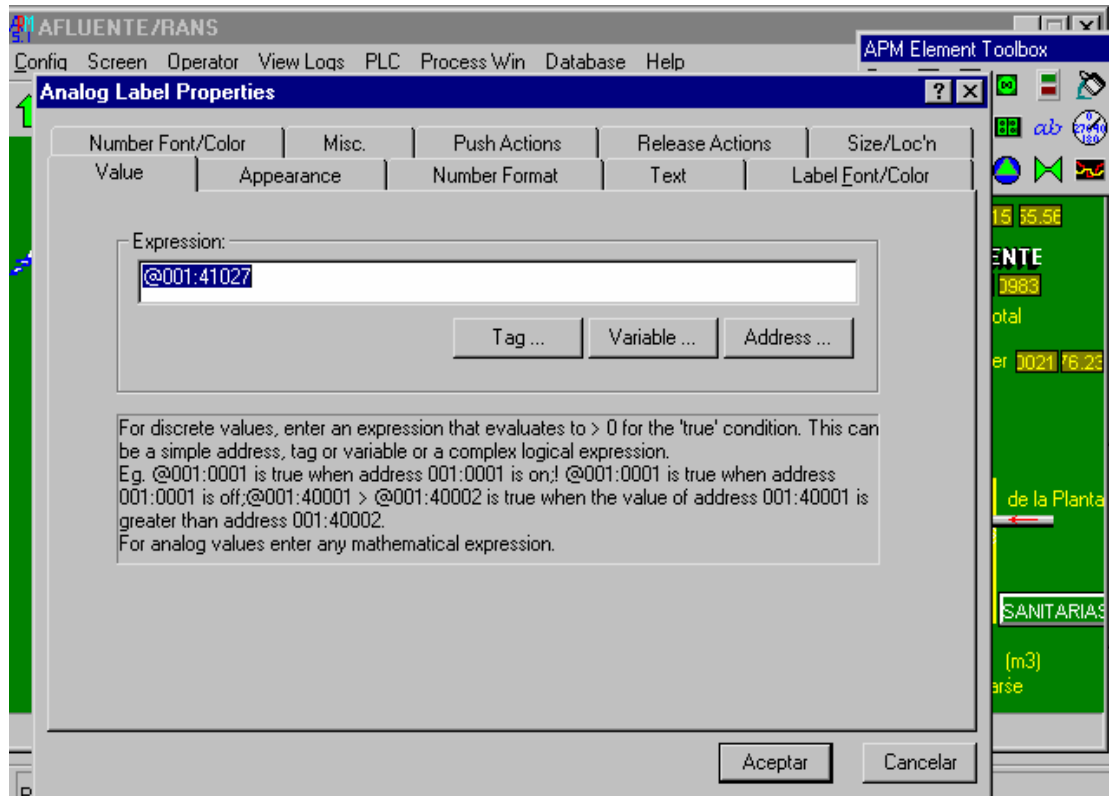 AFLUENTE/RANS
Config Screen Operator View Logs PLC Process Win Database Help
APM Element Toolbox
Analog Label Properties
Number Font/Color Misc. Push Actions Release Actions Size/Loc'n
Value Appearance Number Format Text Label Font/Color
Expression:
@001:41027
Tag ... Variable ... Address ...
For discrete values, enter an expression that evaluates to > 0 for the 'true' condition. This can
be a simple address, tag or variable or a complex logical expression.
Eg. @001:0001 is true when address 001:0001 is on;! @001:0001 is true when address
001:0001 is off;@001:40001 > @001:40002 is true when the value of address 001:40001 is
greater than address 001:40002.
For analog values enter any mathematical expression.
Aceptar Cancelar
ab
15 55.56
ENTE
0983
otal
er 0021 76.23
de la Planta
SANITARIAS
(m3)
arse